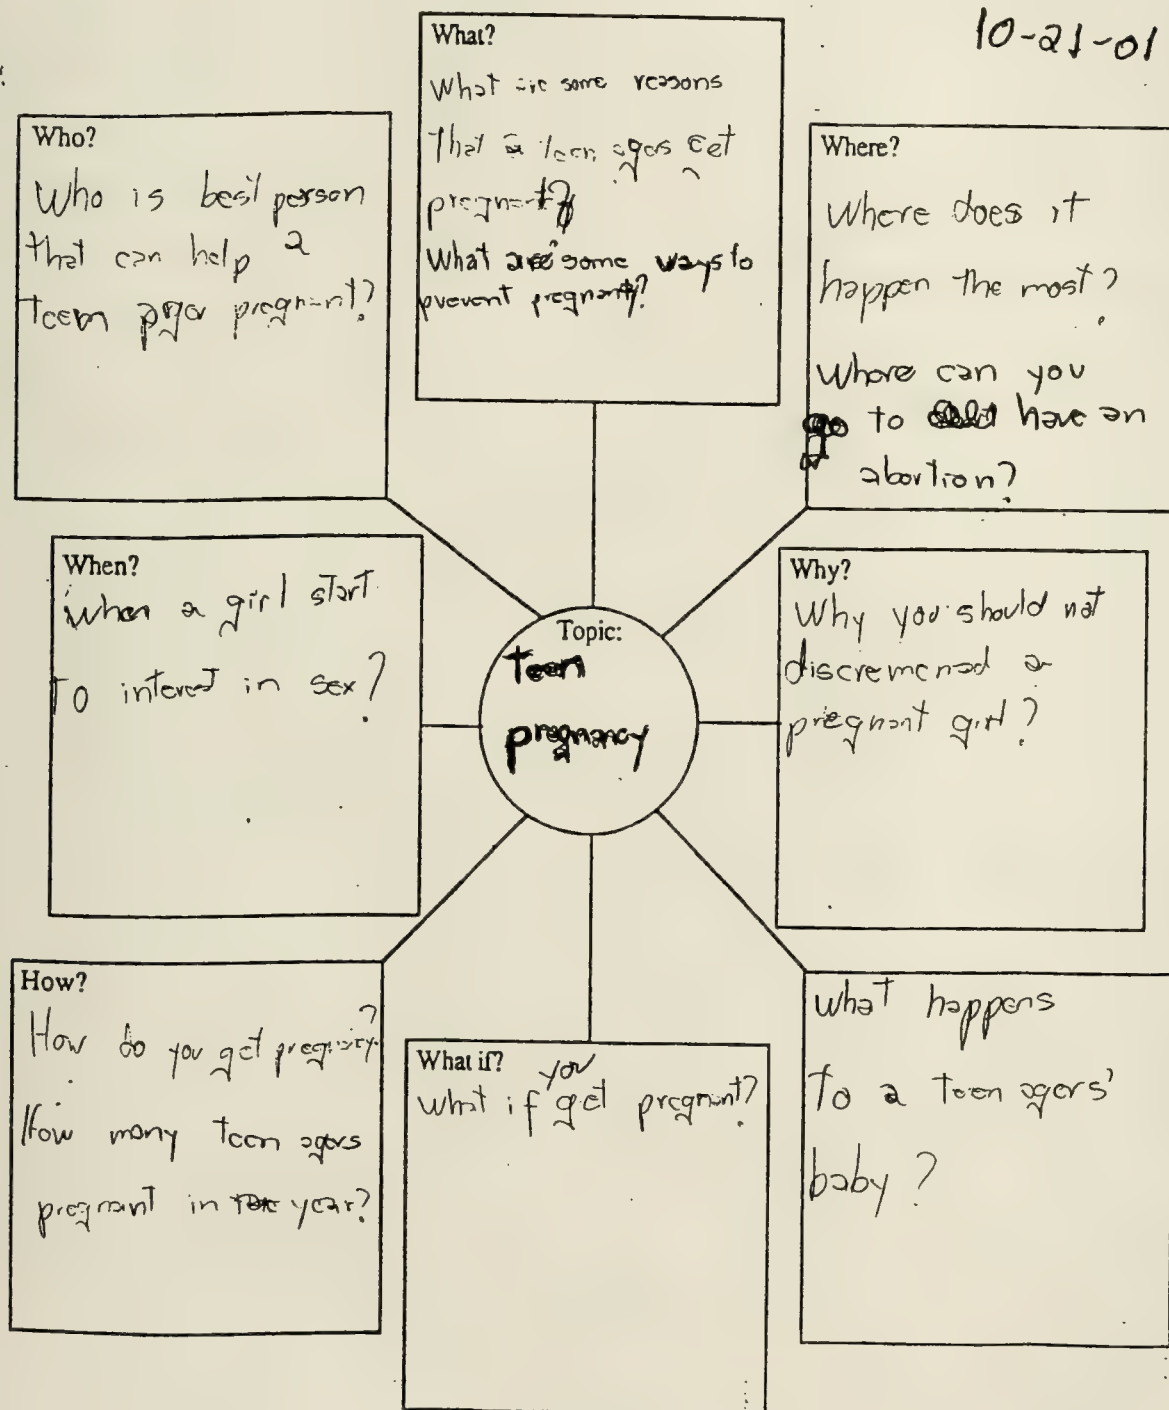 10-21-01
What?
What are some reasons
That a teen agers get
pregnant?
What are some ways to
prevent pregnanty?
Who?
Who is best person
that can help a
teen pregnant?
Where?
Where does it
happen the most?
Where can you
go to have an
abortion?
When?
When a girl start
To interest in sex?
Topic:
teen
pregnancy
Why?
Why you should not
discremened a
pregnant girl?
How?
How do you get
How many teen agers
pregnant in year?
What if?
you
What if get pregnant?
What happens
To a teen agers'
baby?